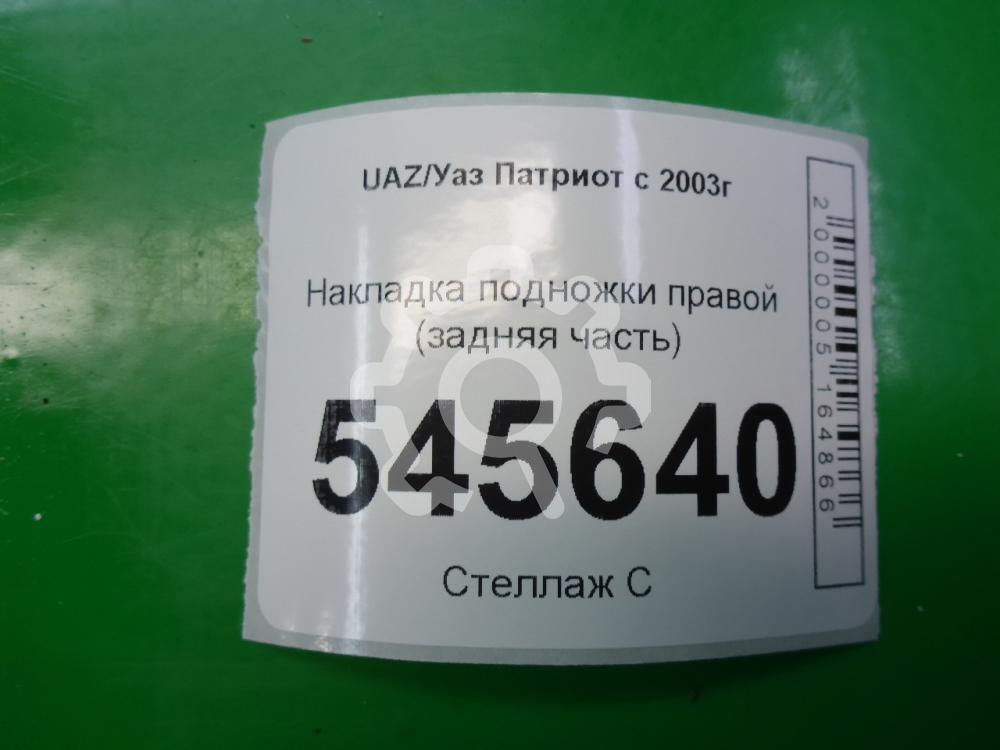 UAZ/Уаз Патриот с 2003г
Накладка подножки правой
(задняя часть)
545640
Стеллаж С
2000005164866